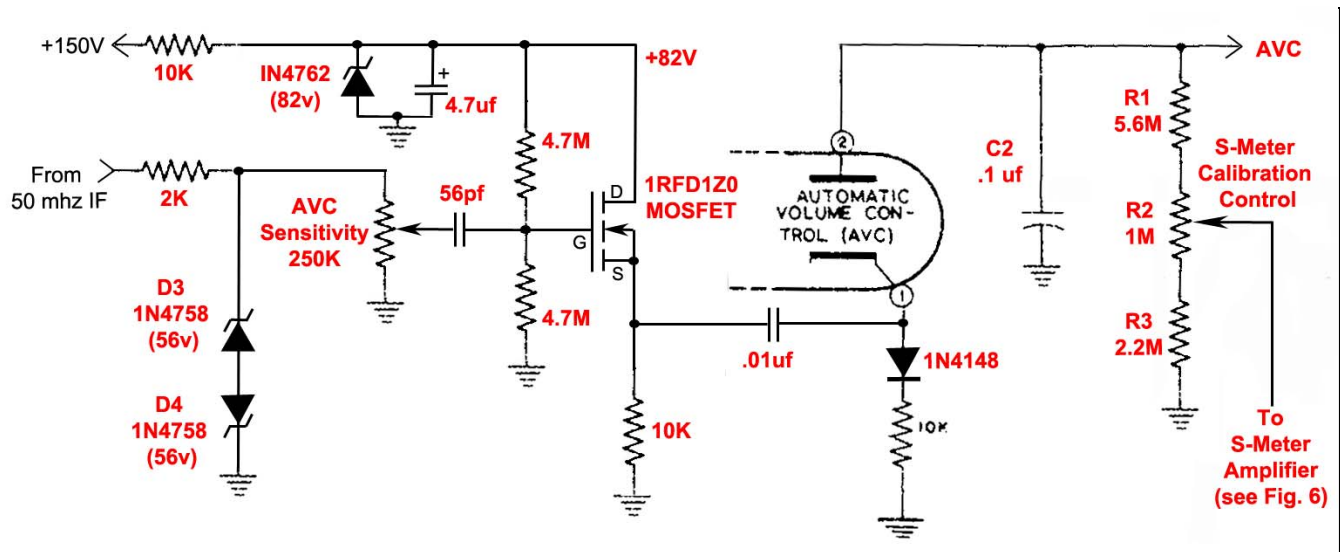 +150V
10K
IN4762
(82v)
+
4.7uf
+82V
AVC
4.7M
From
50 mhz IF
2K
AVC
Sensitivity
250K
56pf
D
G
S
1RFD1Z0
MOSFET
4.7M
2
AUTOMATIC
VOLUME CON-
TROL (AVC)
1
C2
.1 uf
R1
5.6M
S-Meter
Calibration
Control
R2
1M
R3
2.2M
D3
1N4758
(56v)
D4
1N4758
(56v)
.01uf
1N4148
10K
10K
To
S-Meter
Amplifier
(see Fig. 6)